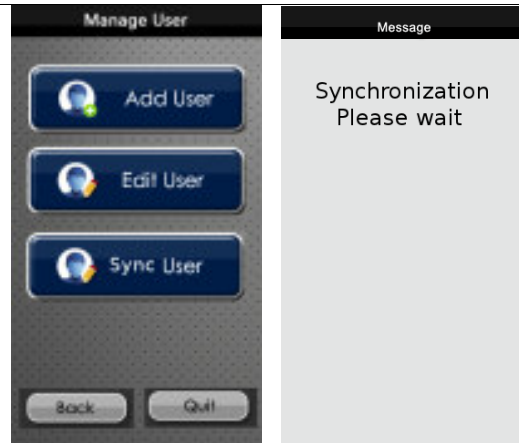 Manage User
Add User
Edit User
Sync User
Back
Quit
Message
Synchronization
Please wait